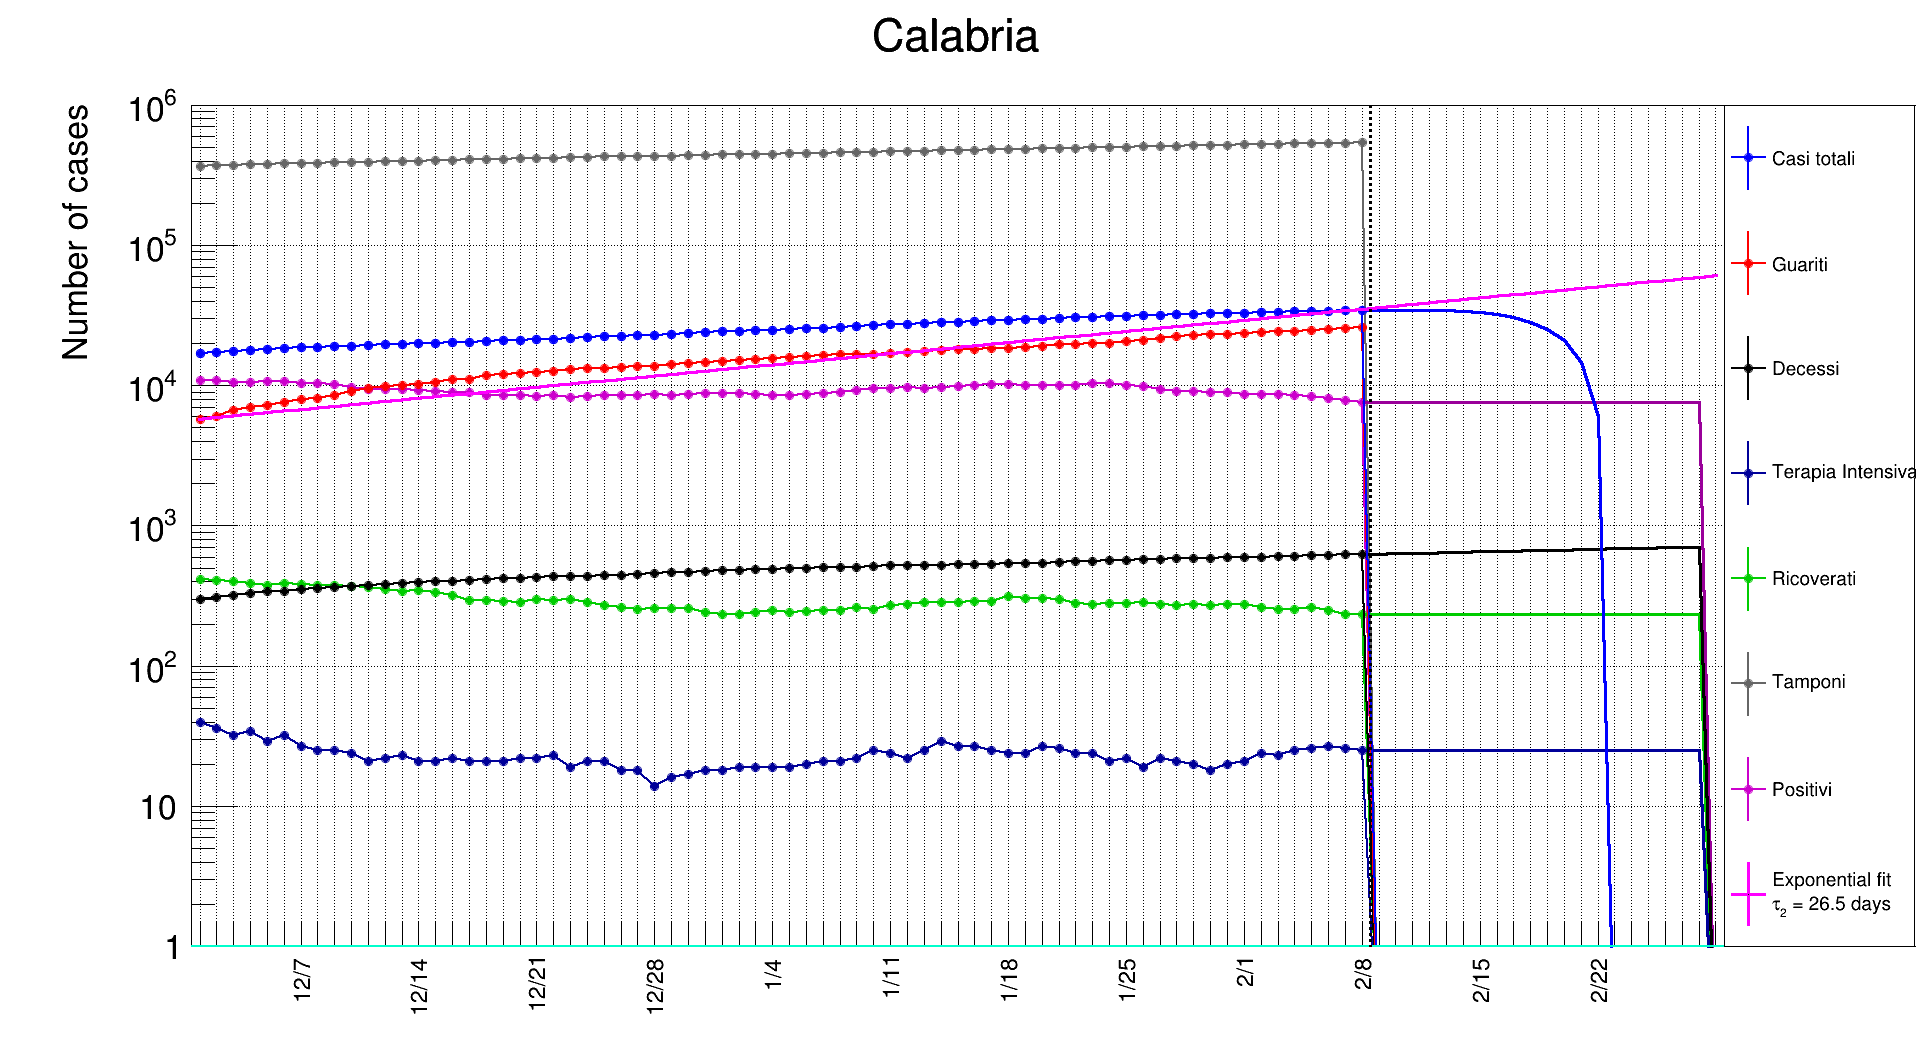 Calabria
Number of cases
10^6
10^5
10^4
10^3
10^2
10
1
12/7
12/14
12/21
12/28
1/4
1/11
1/18
1/25
2/1
2/8
2/15
2/22
Casi totali
Guariti
Decessi
Terapia Intensiva
Ricoverati
Tamponi
Positivi
Exponential fit
τ₂ = 26.5 days